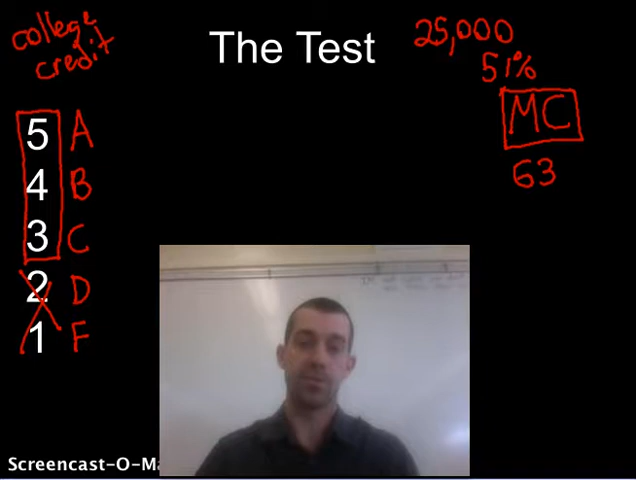 college
credit
The Test
25,000
51%
MC
63
5 A
4 B
3 C
2 D
1 F
Screencast-O-Ma